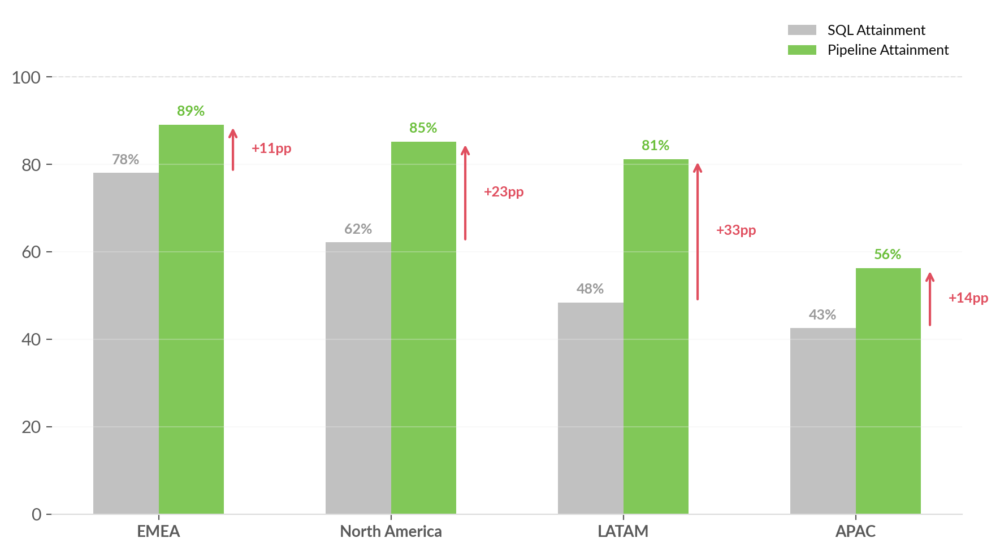 SQL Attainment
Pipeline Attainment
100
80
60
40
20
0
78%
89%
+11pp
62%
85%
+23pp
48%
81%
+33pp
43%
56%
+14pp
EMEA
North America
LATAM
APAC